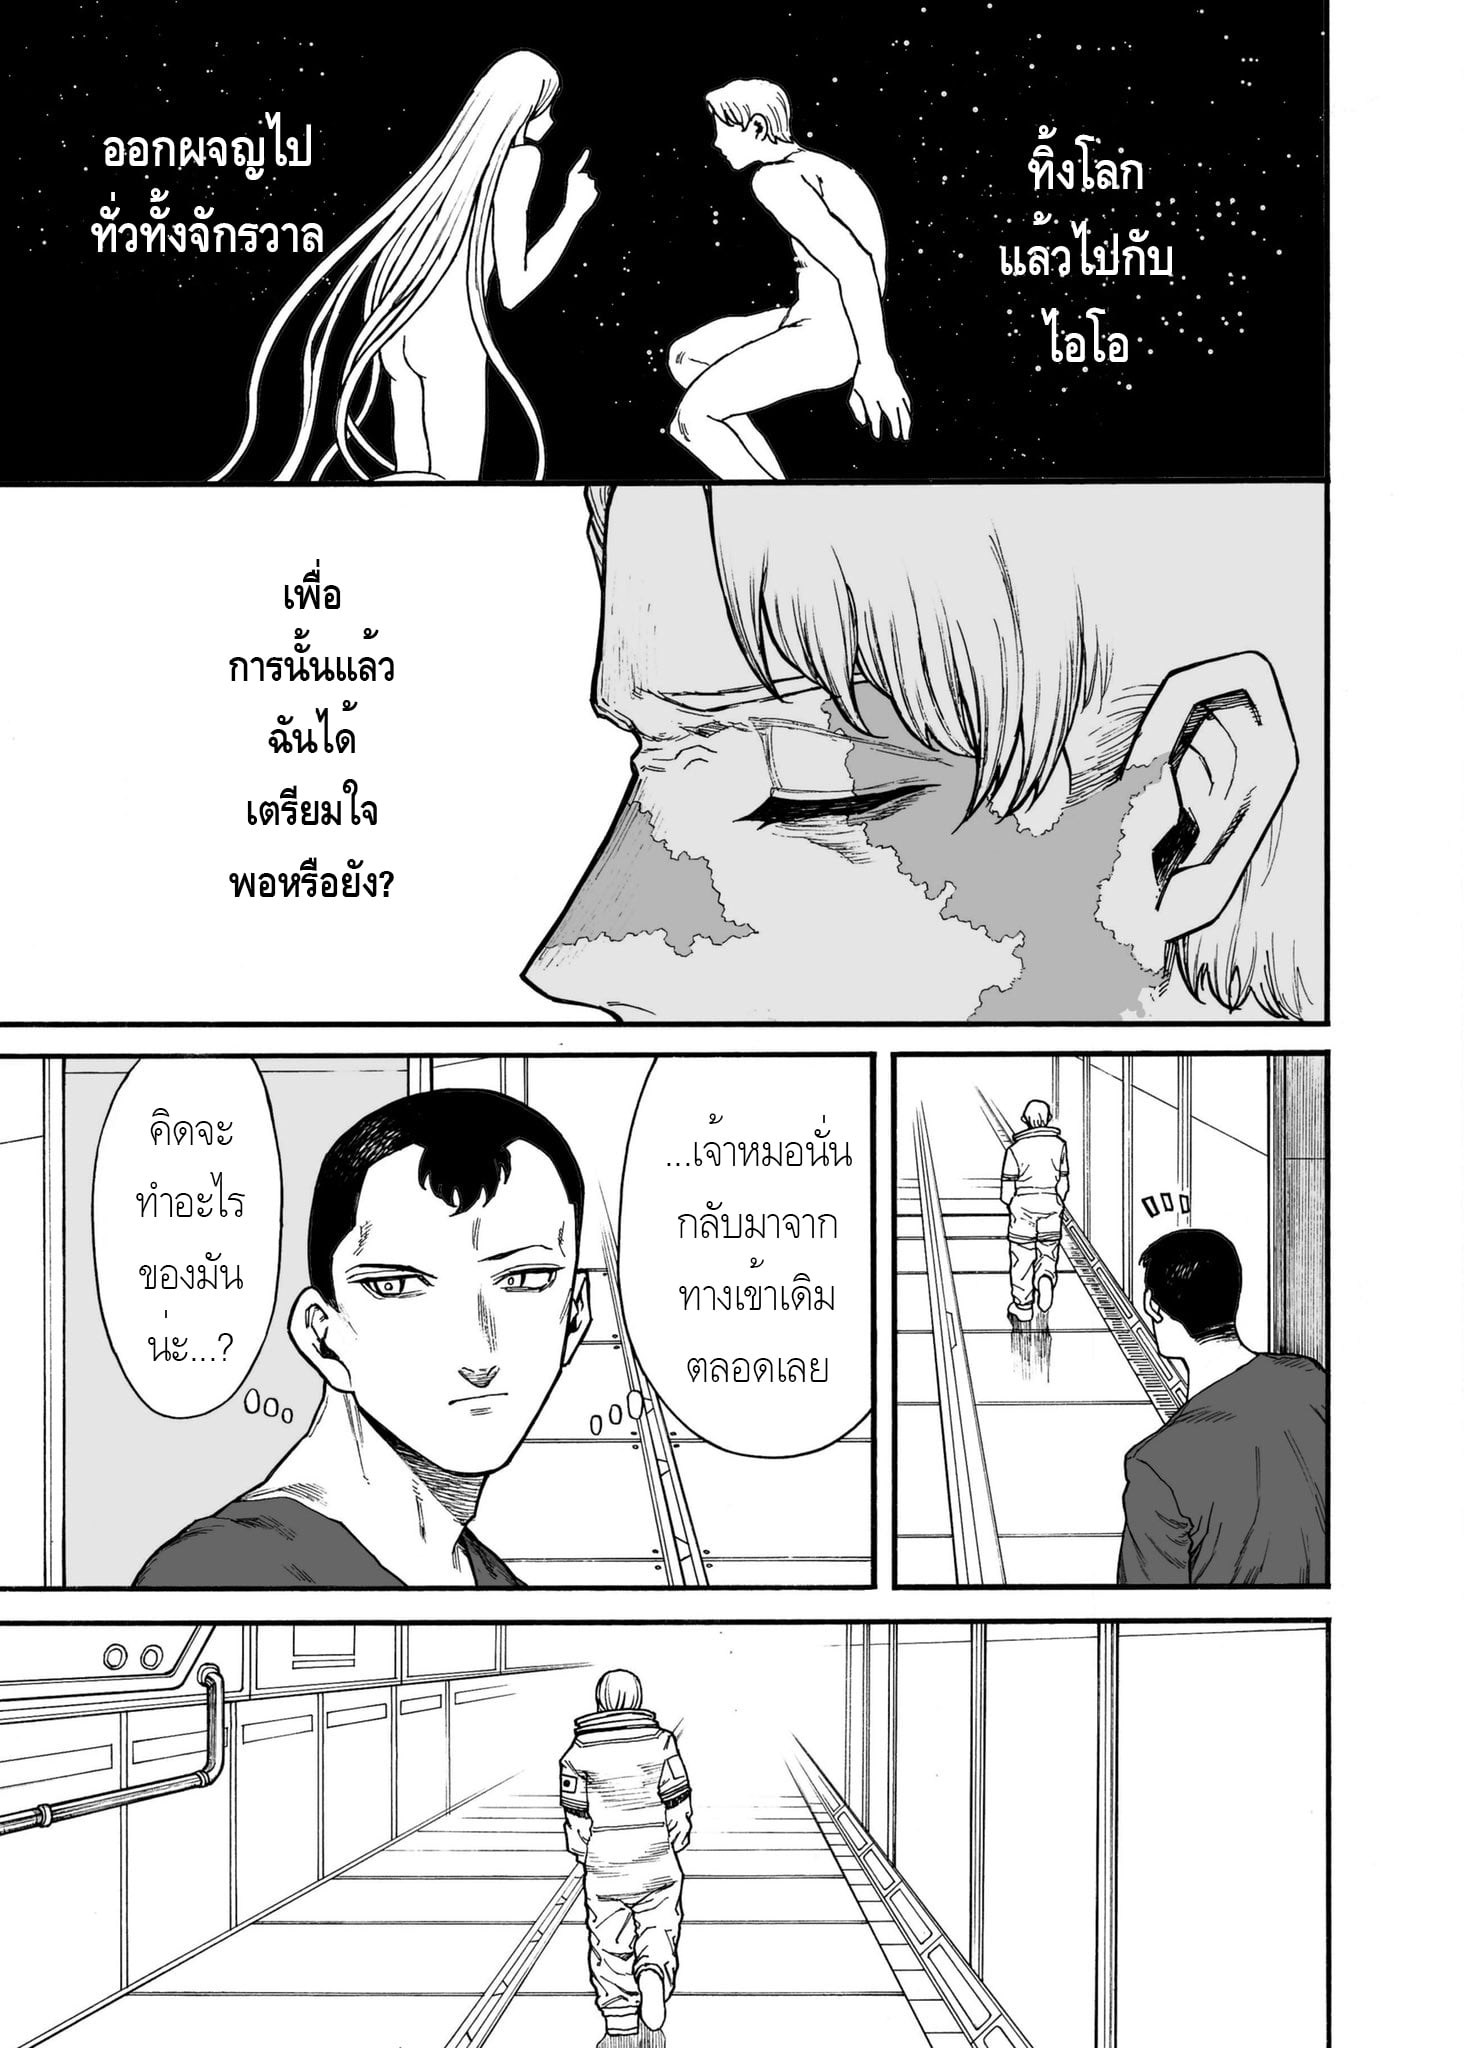 ทิ้งโลก
แล้วไปกับ
ไอโอ
ออกผจญไป
ทั่วทั้งจักรวาล
เพื่อ
การนั้นแล้ว
ฉันได้
เตรียมใจ
พอหรือยัง?
...เจ้าหมอนั่น
กลับมาจาก
ทางเข้าเดิม
ตลอดเลย
คิดจะ
ทำอะไร
ของมัน
น่ะ...?